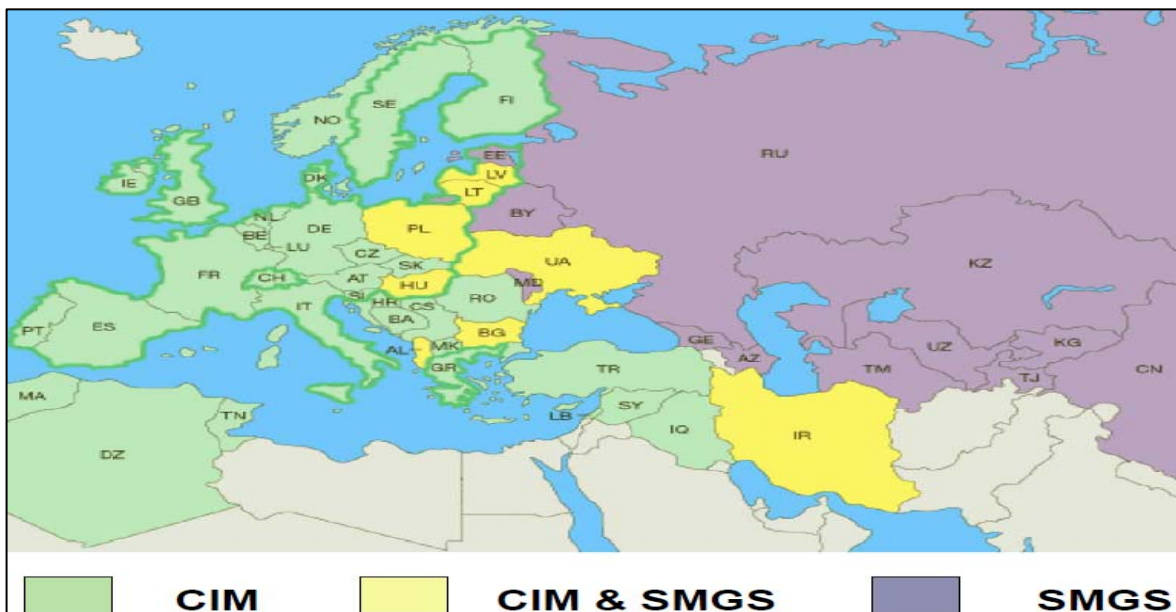 SE
FI
NO
RU
EE
LV
DK
LT
IE
GB
BY
NL
DE
PL
BE
LU
CZ
UA
KZ
SK
FR
CH
AT
HU
MD
SI
RO
IT
HR
CS
BA
PT
ES
BG
GE
UZ
KG
AL
MK
AZ
TM
CN
GR
TR
TJ
MA
SY
LB
TN
IQ
IR
DZ
CIM
CIM & SMGS
SMGS